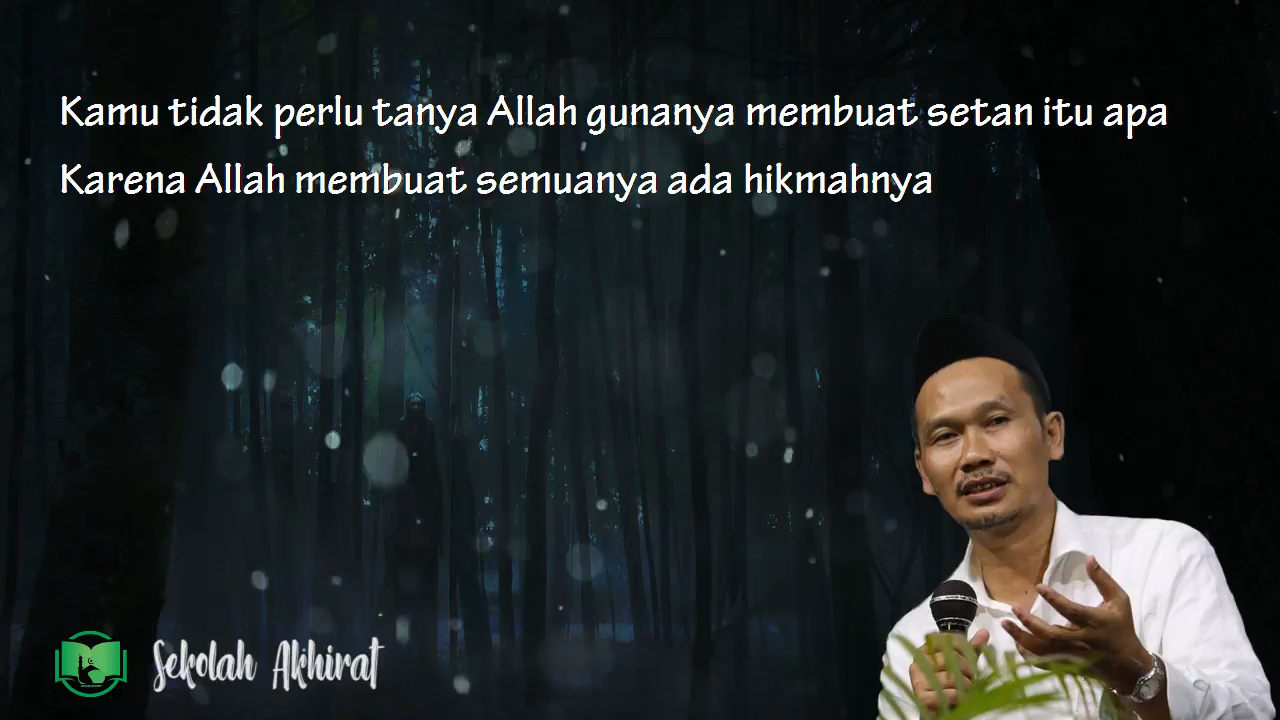 Kamu tidak perlu tanya Allah gunanya membuat setan itu apa
Karena Allah membuat semuanya ada hikmahnya
Sekolah Akhirat